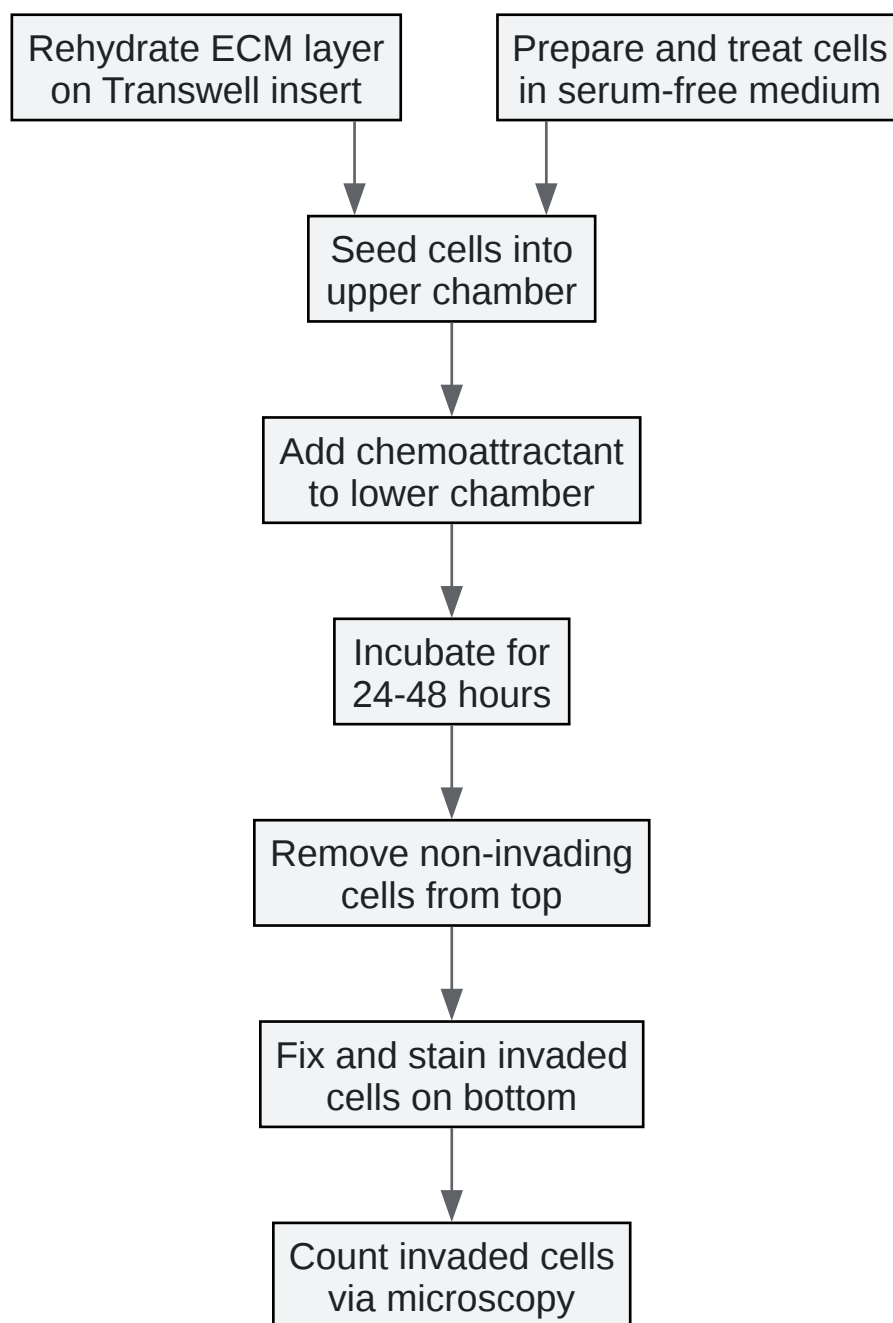 Rehydrate ECM layer
on Transwell insert
Prepare and treat cells
in serum-free medium
Seed cells into
upper chamber
Add chemoattractant
to lower chamber
Incubate for
24-48 hours
Remove non-invading
cells from top
Fix and stain invaded
cells on bottom
Count invaded cells
via microscopy